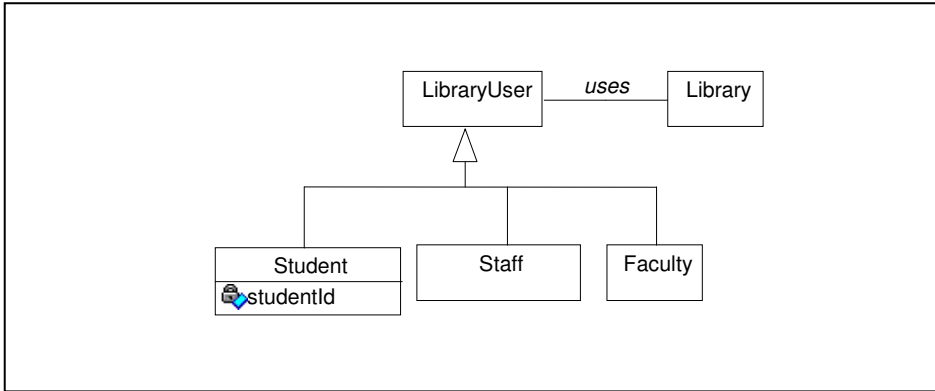 LibraryUser
uses
Library
Student
studentId
Staff
Faculty